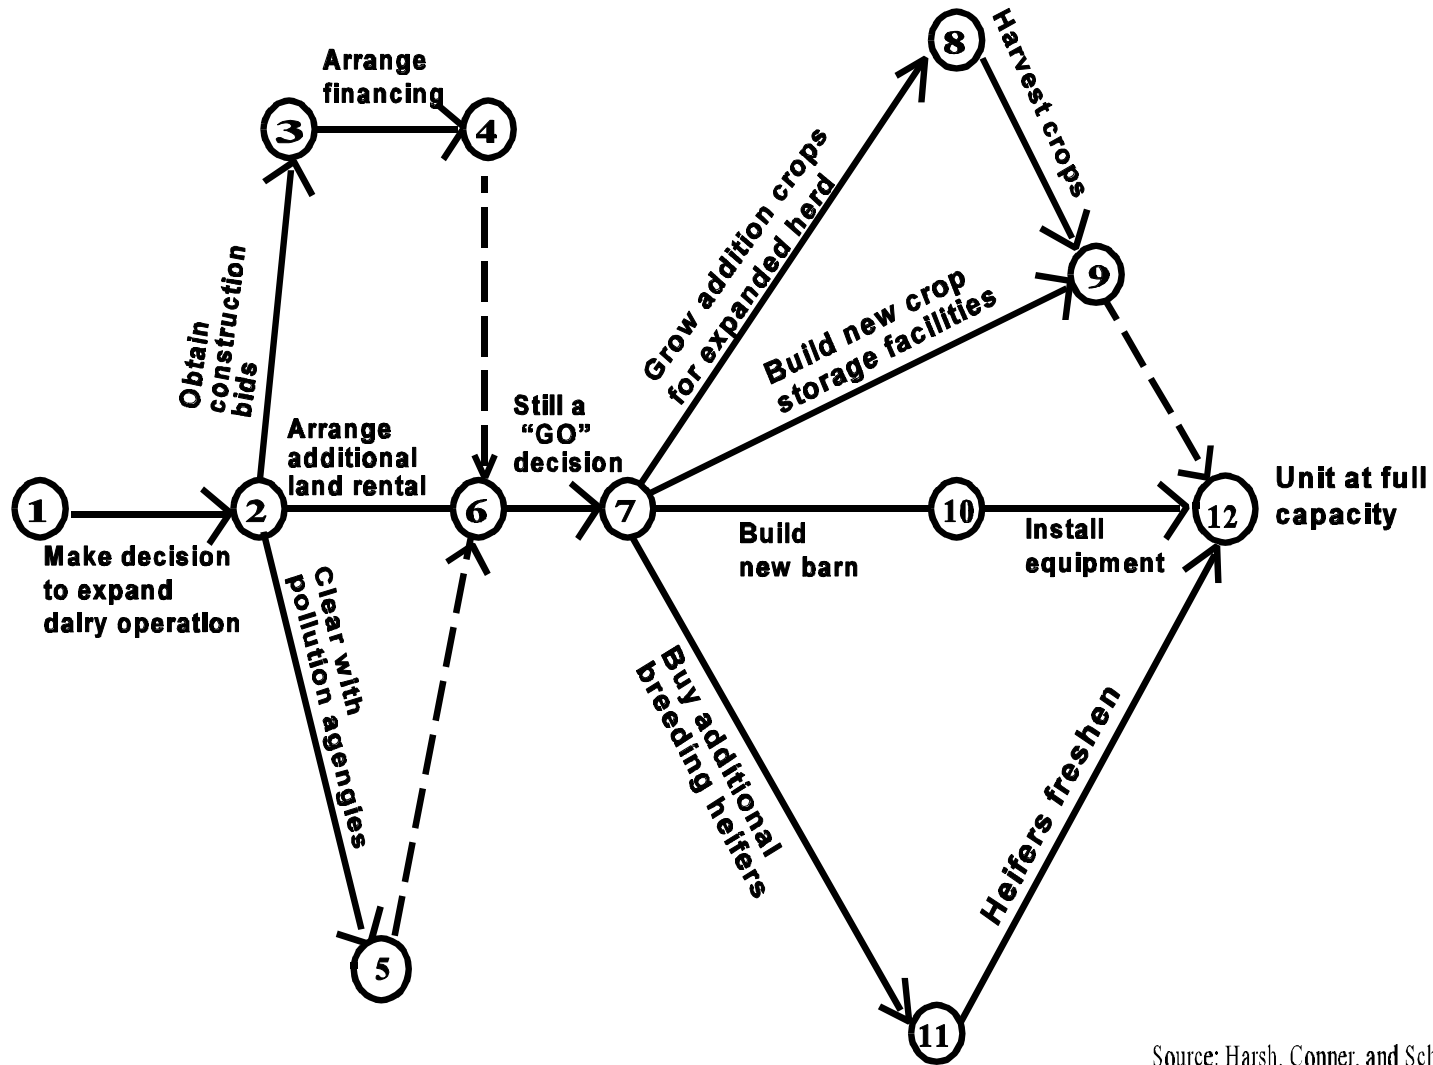 Arrange
financing
3
4
8
Harvest crops
Obtain
construction
bids
Grow addition crops
for expanded herd
9
Build new crop
storage facilities
Arrange
additional
land rental
Still a
“GO”
decision
1
2
6
7
10
12
Unit at full
capacity
Make decision
to expand
dairy operation
Build
new barn
Install
equipment
Clear with
pollution agengies
Buy additional
breeding heifers
Heifers freshen
5
11
Source: Harsh, Conner, and Sch